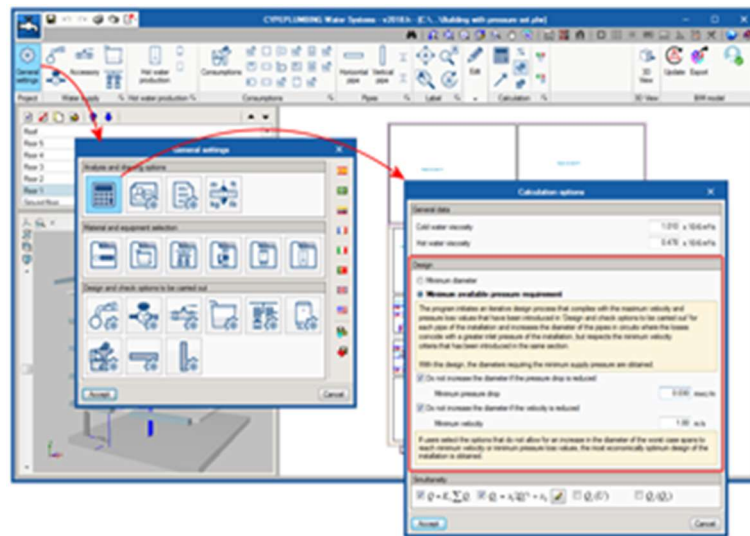 CYPEPLUMBING Water Systems - v2018.h - [C:\...\Building with pressure set.phe]
General settings
Accessory
Hot water production
Consumptions
Horizontal pipe
Vertical pipe
Edit
3D View
Update
Export
Project
Water supply
Hot water production
Consumptions
Pipes
Label
Calculation
3D View
BIM model
Roof
Floor 5
Floor 4
Floor 3
Floor 2
Floor 1
Ground floor
General settings
Analysis and drawing options
Material and equipment selection
Design and check options to be carried out
Accept
Cancel
Calculation options
General data
Cold water viscosity
1.010 x 10-6 m²/s
Hot water viscosity
0.478 x 10-6 m²/s
Design
Minimum diameter
Minimum available pressure requirement
The program initiates an iterative design process that complies with the maximum velocity and
pressure loss values that have been introduced in 'Design and check options to be carried out' for
each pipe of the installation and increases the diameter of the pipes in circuits where the losses
coincide with a greater inlet pressure of the installation, but respects the minimum velocity
criteria that has been introduced in the same section.
With the design, the diameters requiring the minimum supply pressure are obtained.
Do not increase the diameter if the pressure drop is reduced
Minimum pressure drop
Do not increase the diameter if the velocity is reduced
Minimum velocity
1.00 m/s
If users select the options that do not allow for an increase in the diameter of the worst case spans to
reach minimum velocity or minimum pressure loss values, the most economically optimum design of the
installation is obtained.
Simultaneity
Accept
Cancel